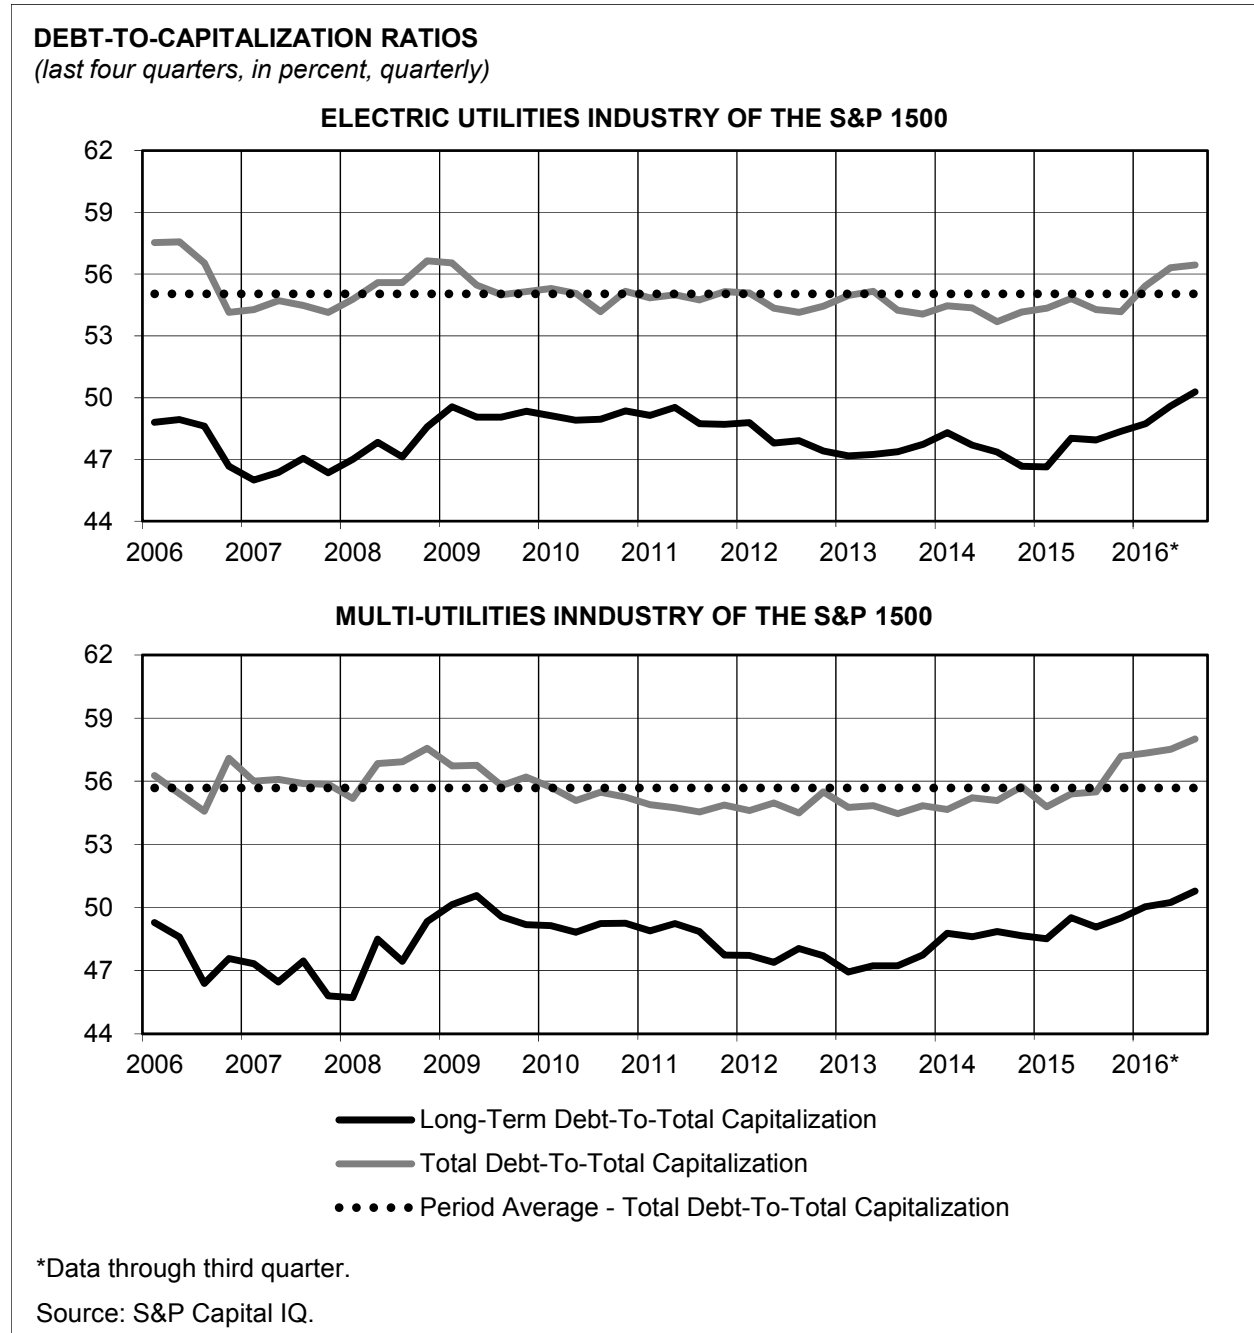 DEBT-TO-CAPITALIZATION RATIOS
(last four quarters, in percent, quarterly)
ELECTRIC UTILITIES INDUSTRY OF THE S&P 1500
62
59
56
53
50
47
44
2006 2007 2008 2009 2010 2011 2012 2013 2014 2015 2016*
MULTI-UTILITIES INNDUSTRY OF THE S&P 1500
62
59
56
53
50
47
44
2006 2007 2008 2009 2010 2011 2012 2013 2014 2015 2016*
Long-Term Debt-To-Total Capitalization
Total Debt-To-Total Capitalization
Period Average - Total Debt-To-Total Capitalization
*Data through third quarter.
Source: S&P Capital IQ.